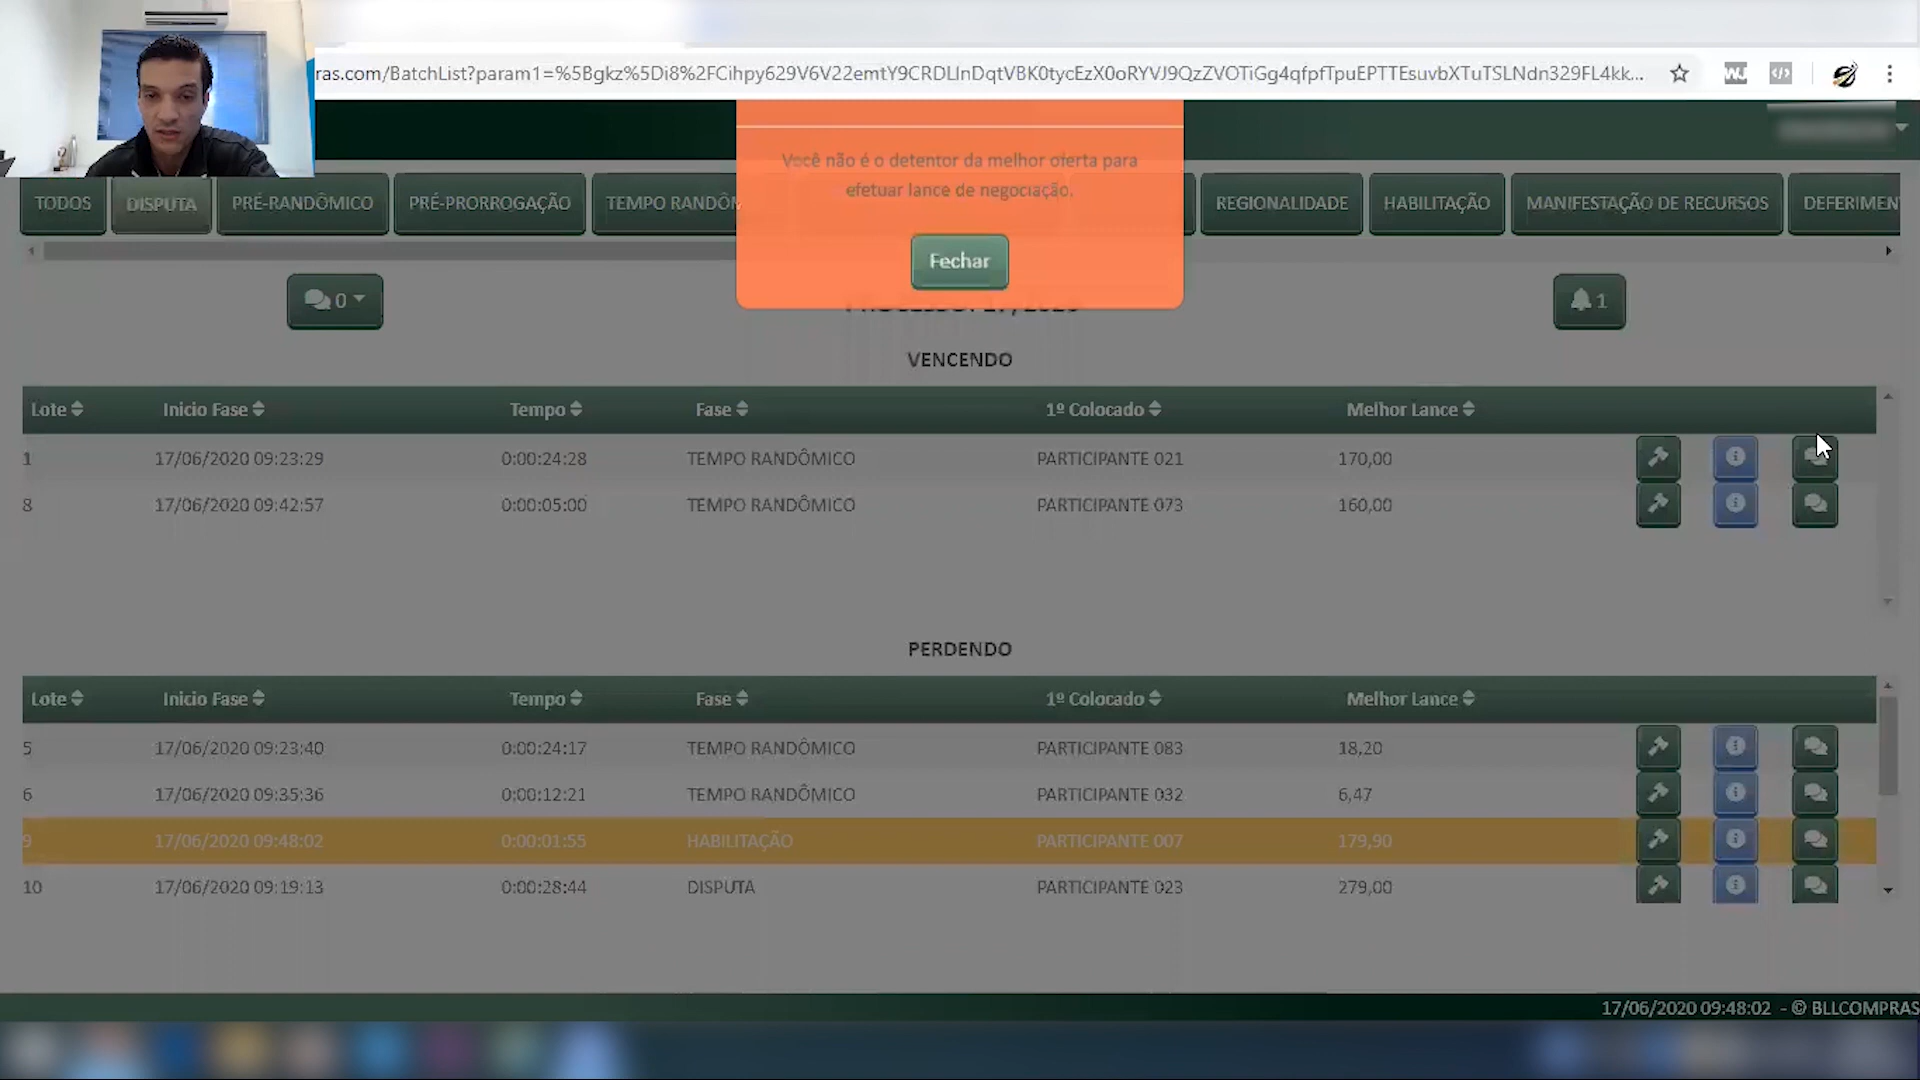 ras.com/BatchList?param1=%5Bgkz%5Di8%2FCihpy629V6V22emtY9CRDLInDqtVBK0tycEzX0oRYVJ9QzZVOTiGg4qfpfTpuEPTTEsuvbXTuTSLNdn329FL4kk...
Você não é o detentor da melhor oferta para
efetuar lance de negociação.
Fechar
TODOS DISPUTA PRÉ-RANDÔMICO PRÉ-PRORROGAÇÃO TEMPO RANDÔM REGIONALIDADE HABILITAÇÃO MANIFESTAÇÃO DE RECURSOS DEFERIMEN
0 1
VENCENDO
Lote Inicio Fase Tempo Fase 1º Colocado Melhor Lance
1 17/06/2020 09:23:29 0:00:24:28 TEMPO RANDÔMICO PARTICIPANTE 021 170,00
8 17/06/2020 09:42:57 0:00:05:00 TEMPO RANDÔMICO PARTICIPANTE 073 160,00
PERDENDO
Lote Inicio Fase Tempo Fase 1º Colocado Melhor Lance
5 17/06/2020 09:23:40 0:00:24:17 TEMPO RANDÔMICO PARTICIPANTE 083 18,20
6 17/06/2020 09:35:36 0:00:12:21 TEMPO RANDÔMICO PARTICIPANTE 032 6,47
9 17/06/2020 09:48:02 0:00:01:55 HABILITAÇÃO PARTICIPANTE 007 179,90
10 17/06/2020 09:19:13 0:00:28:44 DISPUTA PARTICIPANTE 023 279,00
17/06/2020 09:48:02 - © BLLCOMPRAS